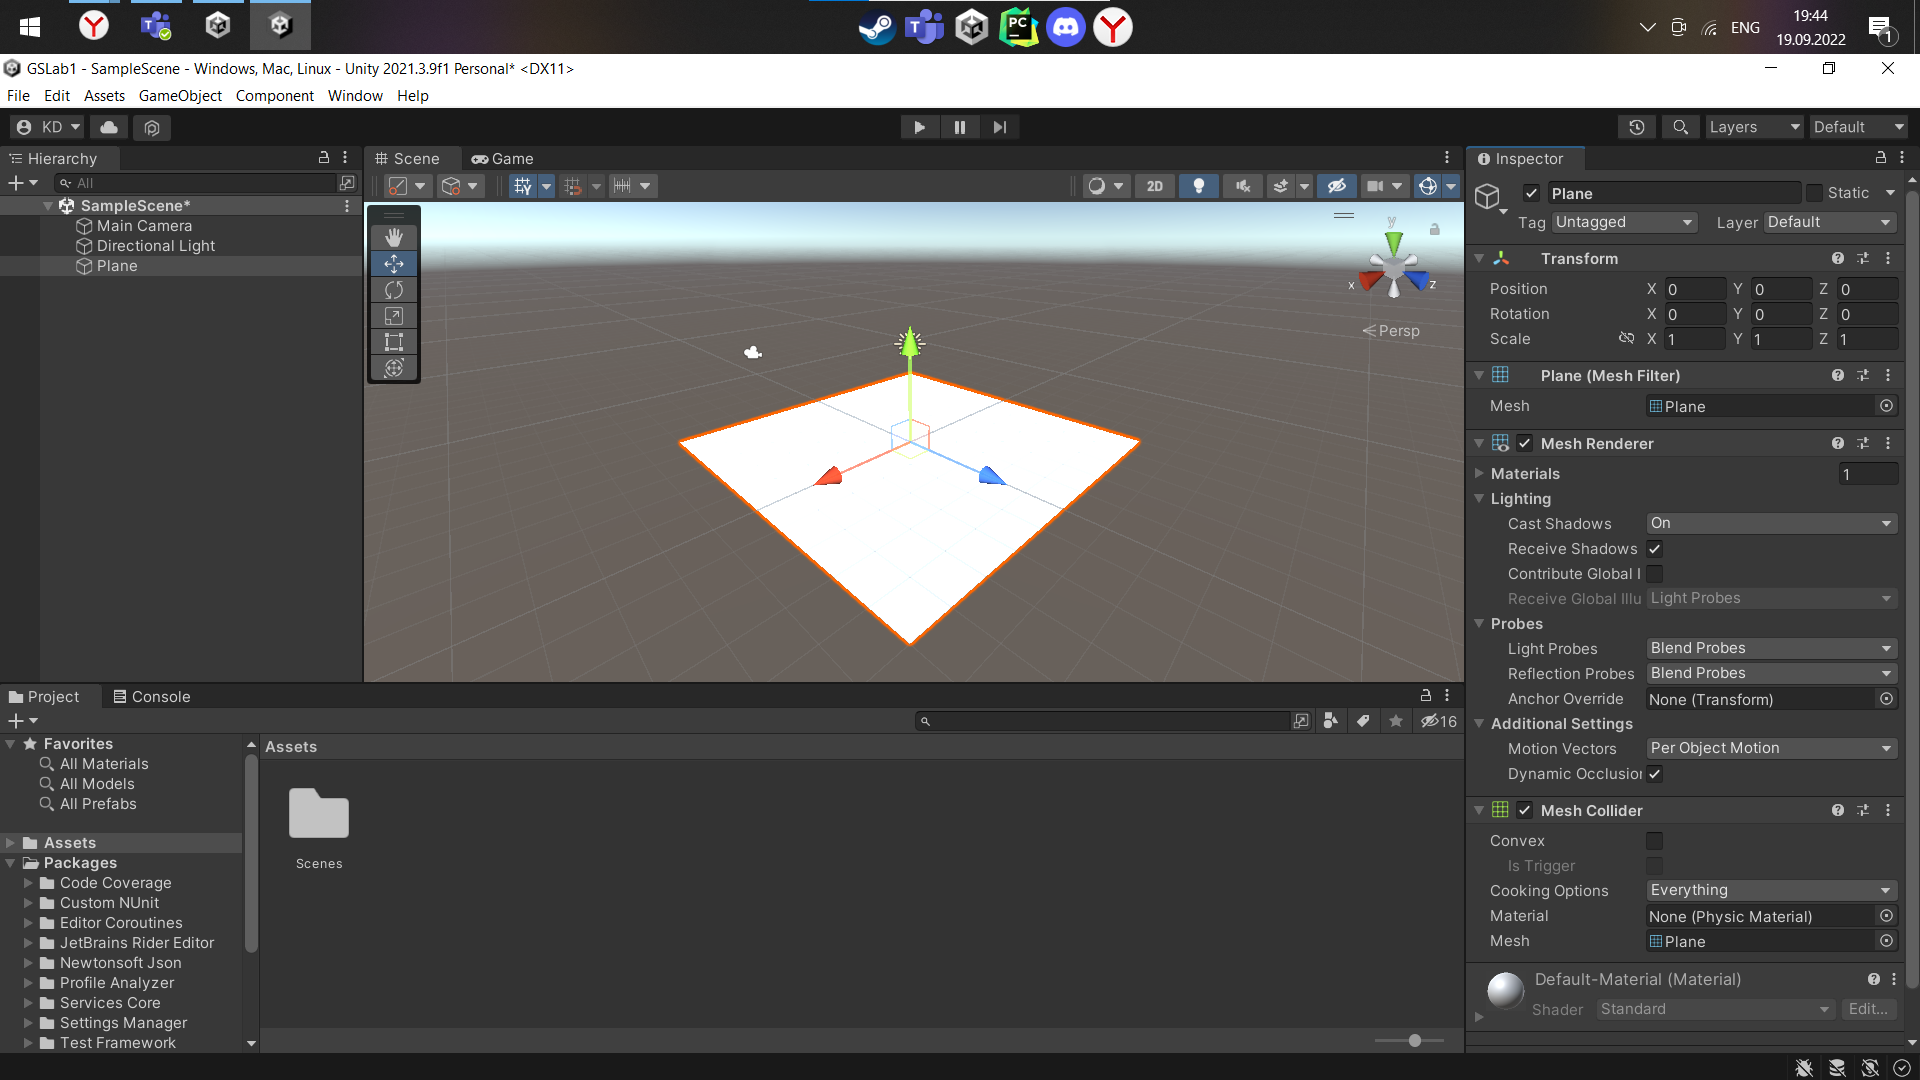 ENG
19:44
19.09.2022
1
GSLab1 - SampleScene - Windows, Mac, Linux - Unity 2021.3.9f1 Personal* <DX11>
File Edit Assets GameObject Component Window Help
KD
Layers
Default
Hierarchy
All
SampleScene*
Main Camera
Directional Light
Plane
Scene
Game
2D
y
x
z
Persp
Inspector
Plane
Static
Tag Untagged Layer Default
Transform
Position X 0 Y 0 Z 0
Rotation X 0 Y 0 Z 0
Scale X 1 Y 1 Z 1
Plane (Mesh Filter)
Mesh Plane
Mesh Renderer
Materials 1
Lighting
Cast Shadows On
Receive Shadows
Contribute Global I
Receive Global Illu Light Probes
Probes
Light Probes Blend Probes
Reflection Probes Blend Probes
Anchor Override None (Transform)
Additional Settings
Motion Vectors Per Object Motion
Dynamic Occlusion
Mesh Collider
Convex
Is Trigger
Cooking Options Everything
Material None (Physic Material)
Mesh Plane
Default-Material (Material)
Shader Standard Edit...
Project
Console
16
Favorites
All Materials
All Models
All Prefabs
Assets
Packages
Code Coverage
Custom NUnit
Editor Coroutines
JetBrains Rider Editor
Newtonsoft Json
Profile Analyzer
Services Core
Settings Manager
Test Framework
Assets
Scenes
PC